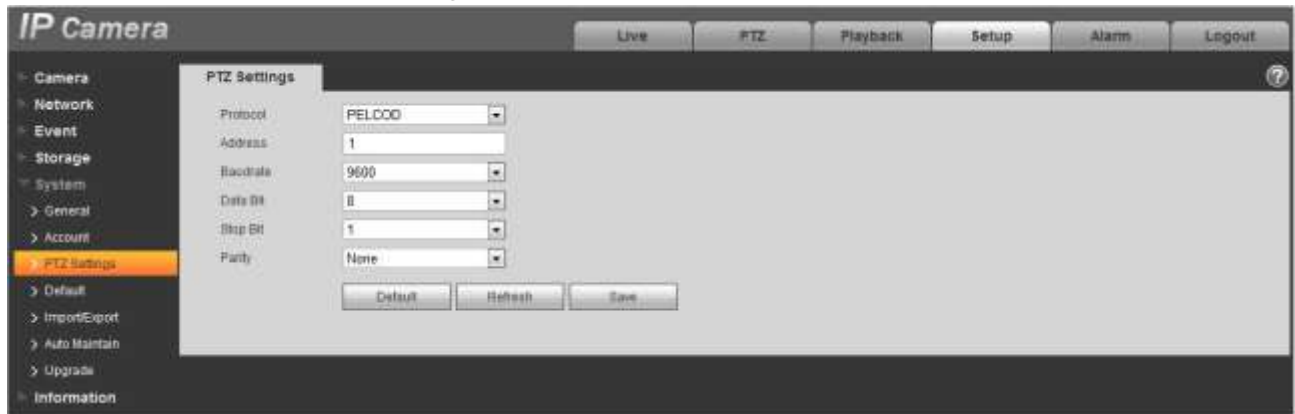 IP Camera
Live
PTZ
Playback
Setup
Alarm
Logout
Camera
Network
Event
Storage
System
General
Account
PTZ Settings
Default
Import/Export
Auto Maintain
Upgrade
Information
PTZ Settings
?
Protocol PELCOD
Address 1
Baudrate 9600
Data Bit 8
Stop Bit 1
Parity None
Default Refresh Save